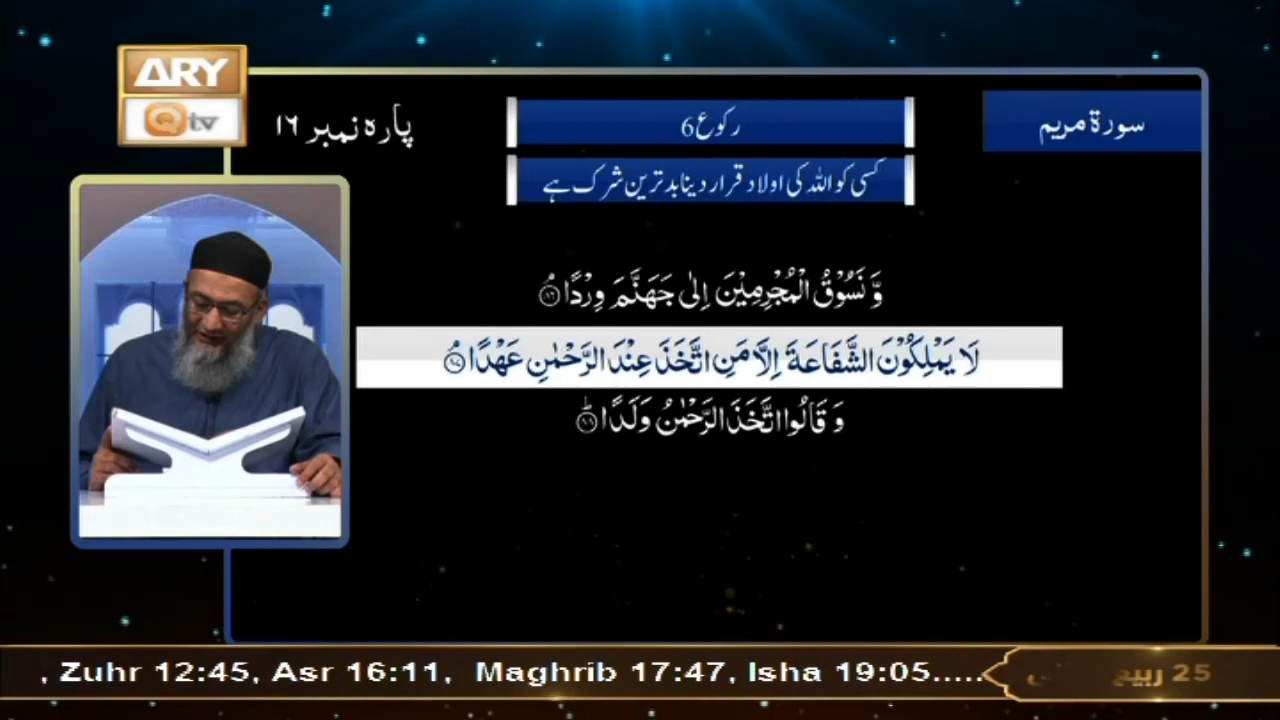 ARY
Qtv
پارہ نمبر ۱۶
رکوع 6
سورۃ مریم
کسی کو اللہ کی اولاد قرار دینا بدترین شرک ہے
وَّ نَسُوْقُ الْمُجْرِمِیْنَ اِلٰی جَهَنَّمَ وِرْدًاۘ
لَا یَمْلِكُوْنَ الشَّفَاعَةَ اِلَّا مَنِ اتَّخَذَ عِنْدَ الرَّحْمٰنِ عَهْدًاۘ
وَ قَالُوا اتَّخَذَ الرَّحْمٰنُ وَلَدًاؕ
, Zuhr 12:45, Asr 16:11, Maghrib 17:47, Isha 19:05.....
25 ربیع